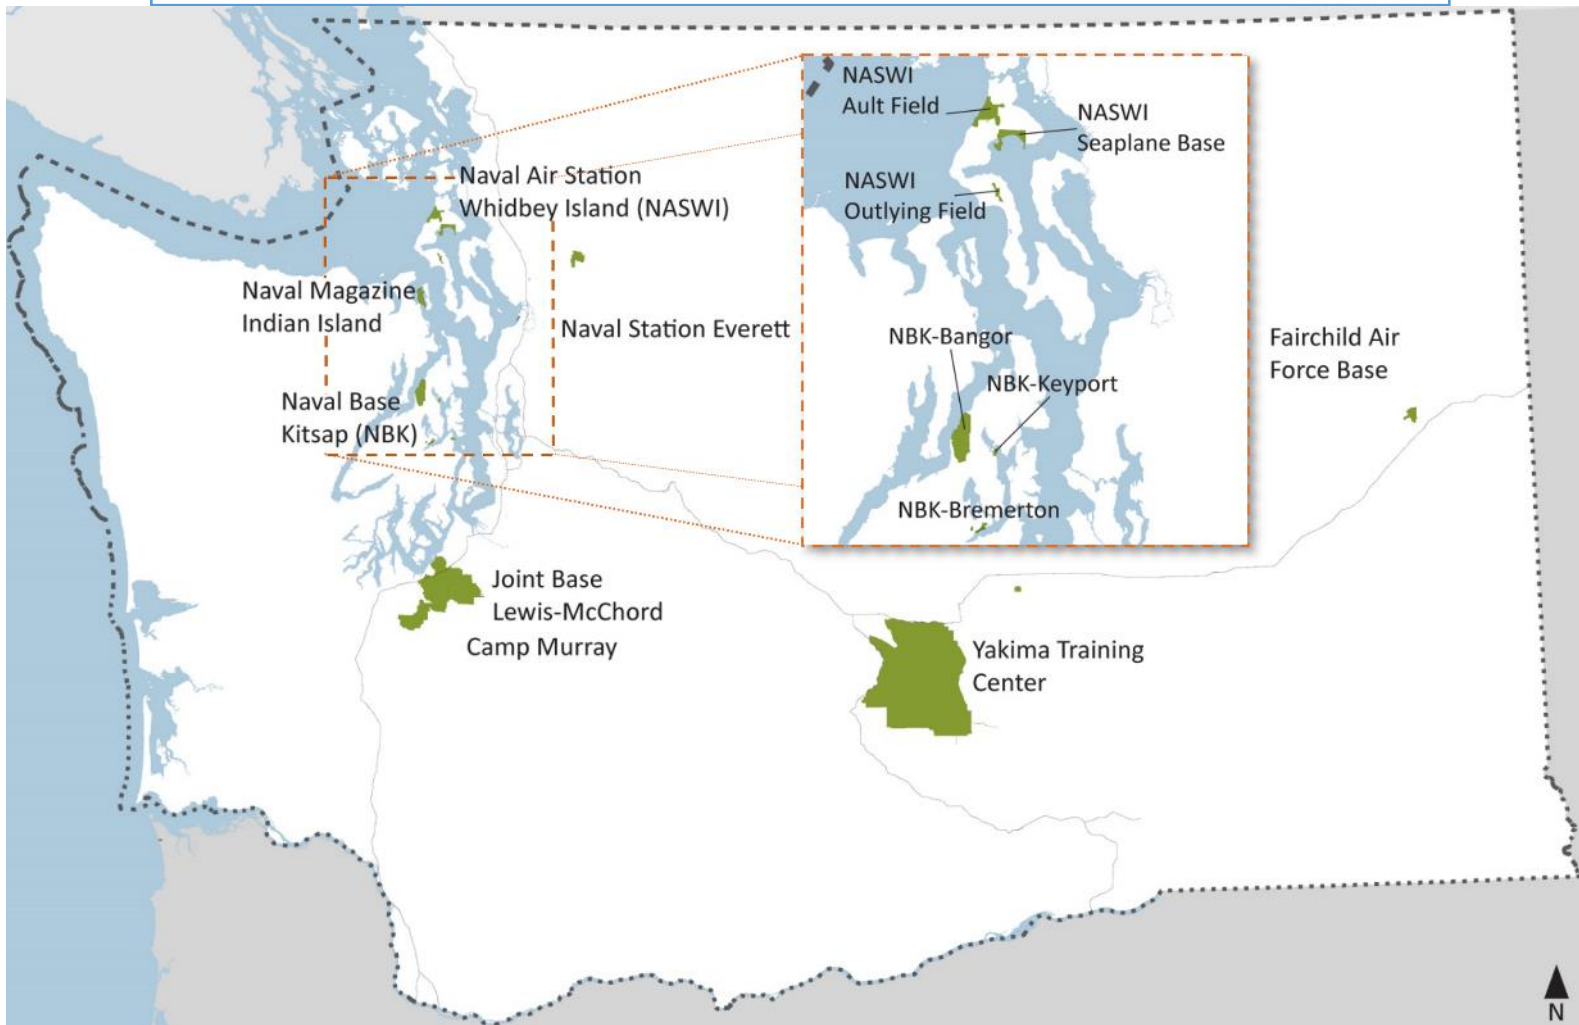 Naval Air Station
Whidbey Island (NASWI)
Naval Magazine
Indian Island
Naval Station Everett
Naval Base
Kitsap (NBK)
Joint Base
Lewis-McChord
Camp Murray
NASWI
Ault Field
NASWI
Seaplane Base
NASWI
Outlying Field
NBK-Bangor
NBK-Keyport
NBK-Bremerton
Fairchild Air
Force Base
Yakima Training
Center
N